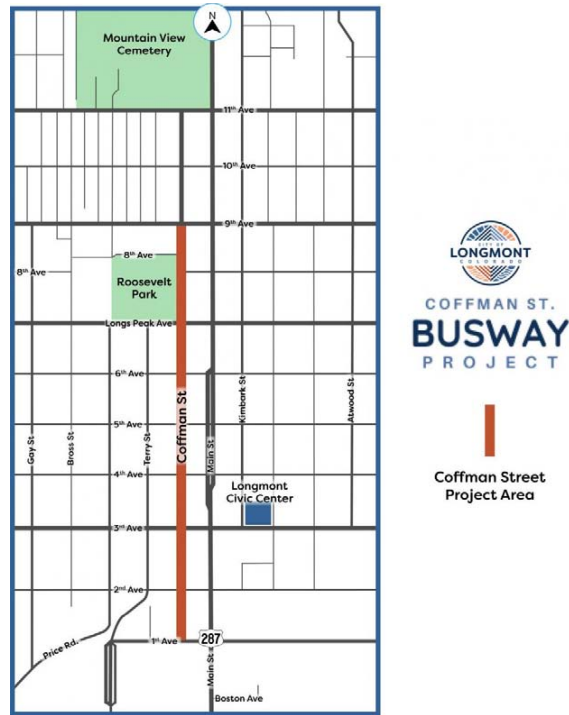 N
Mountain View
Cemetery
11th Ave
10th Ave
9th Ave
8th Ave
8th Ave
Roosevelt
Park
Longs Peak Ave
6th Ave
5th Ave
4th Ave
3rd Ave
2nd Ave
1st Ave
Gay St
Bross St
Terry St
Coffman St
Main St
Kimbark St
Atwood St
Longmont
Civic Center
Price Rd.
287
Main St
Boston Ave
CITY OF
LONGMONT
COLORADO
COFFMAN ST.
BUSWAY
PROJECT
Coffman Street
Project Area